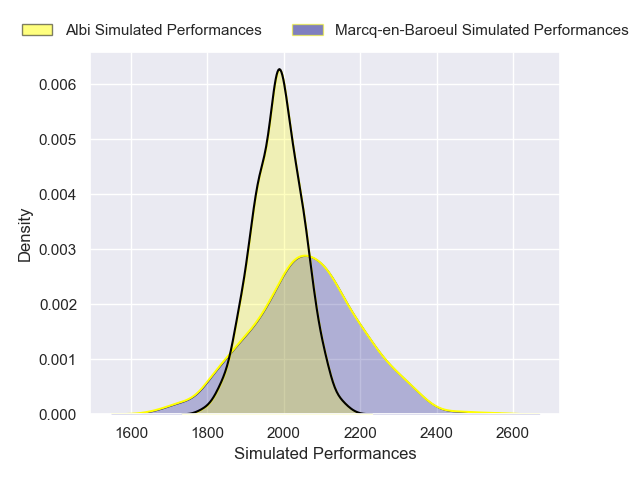 Albi Simulated Performances
Marcq-en-Baroeul Simulated Performances
0.006
0.005
0.004
0.003
0.002
0.001
0.000
Density
1600 1800 2000 2200 2400 2600
Simulated Performances